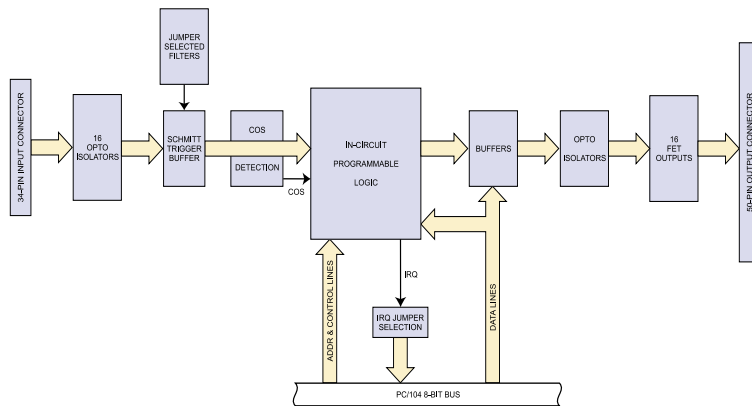 JUMPER
SELECTED
FILTERS
34-PIN INPUT CONNECTOR
16
OPTO
ISOLATORS
SCHMITT
TRIGGER
BUFFER
COS
DETECTION
COS
IN-CIRCUIT
PROGRAMMABLE
LOGIC
BUFFERS
OPTO
ISOLATORS
16
FET
OUTPUTS
50-PIN OUTPUT CONNECTOR
ADDR & CONTROL LINES
IRQ
IRQ JUMPER
SELECTION
DATA LINES
PC/104 8-BIT BUS